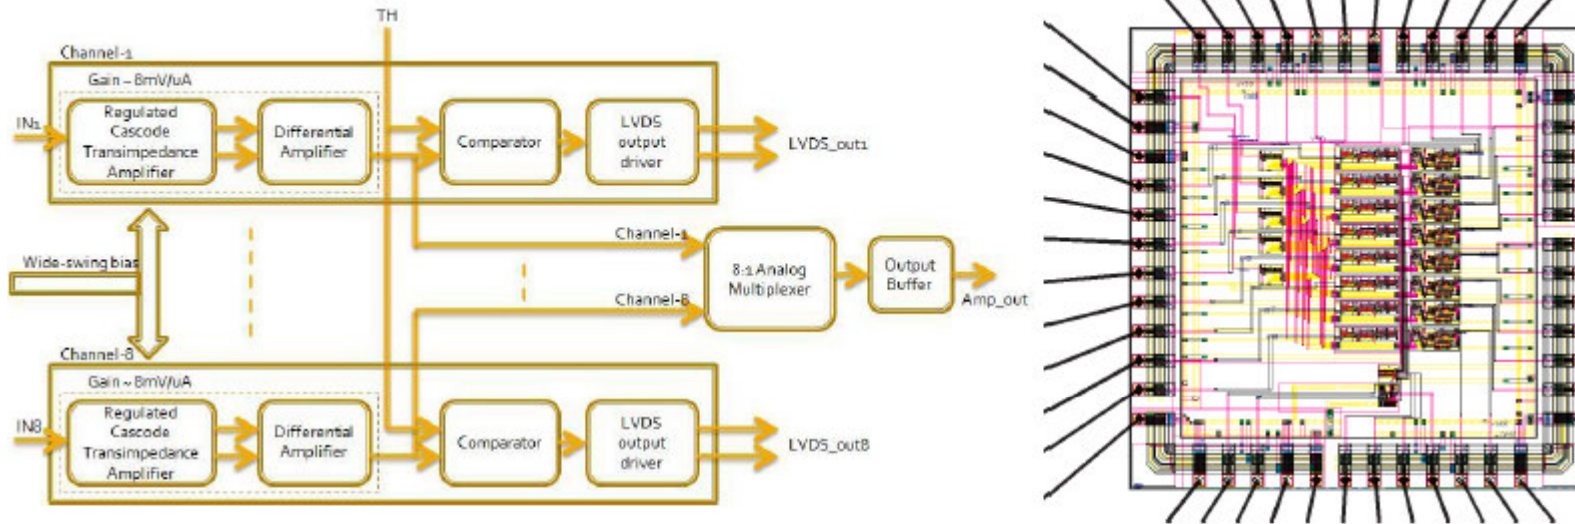 TH
Channel-1
Gain ~ 8mV/uA
IN1
Regulated
Cascode
Transimpedance
Amplifier
Differential
Amplifier
Comparator
LVDS
output
driver
LVDS_out1
Wide-swing bias
Channel-1
Channel-8
8:1 Analog
Multiplexer
Output
Buffer
Amp_out
Channel-8
Gain ~ 8mV/uA
IN8
Regulated
Cascode
Transimpedance
Amplifier
Differential
Amplifier
Comparator
LVDS
output
driver
LVDS_out8